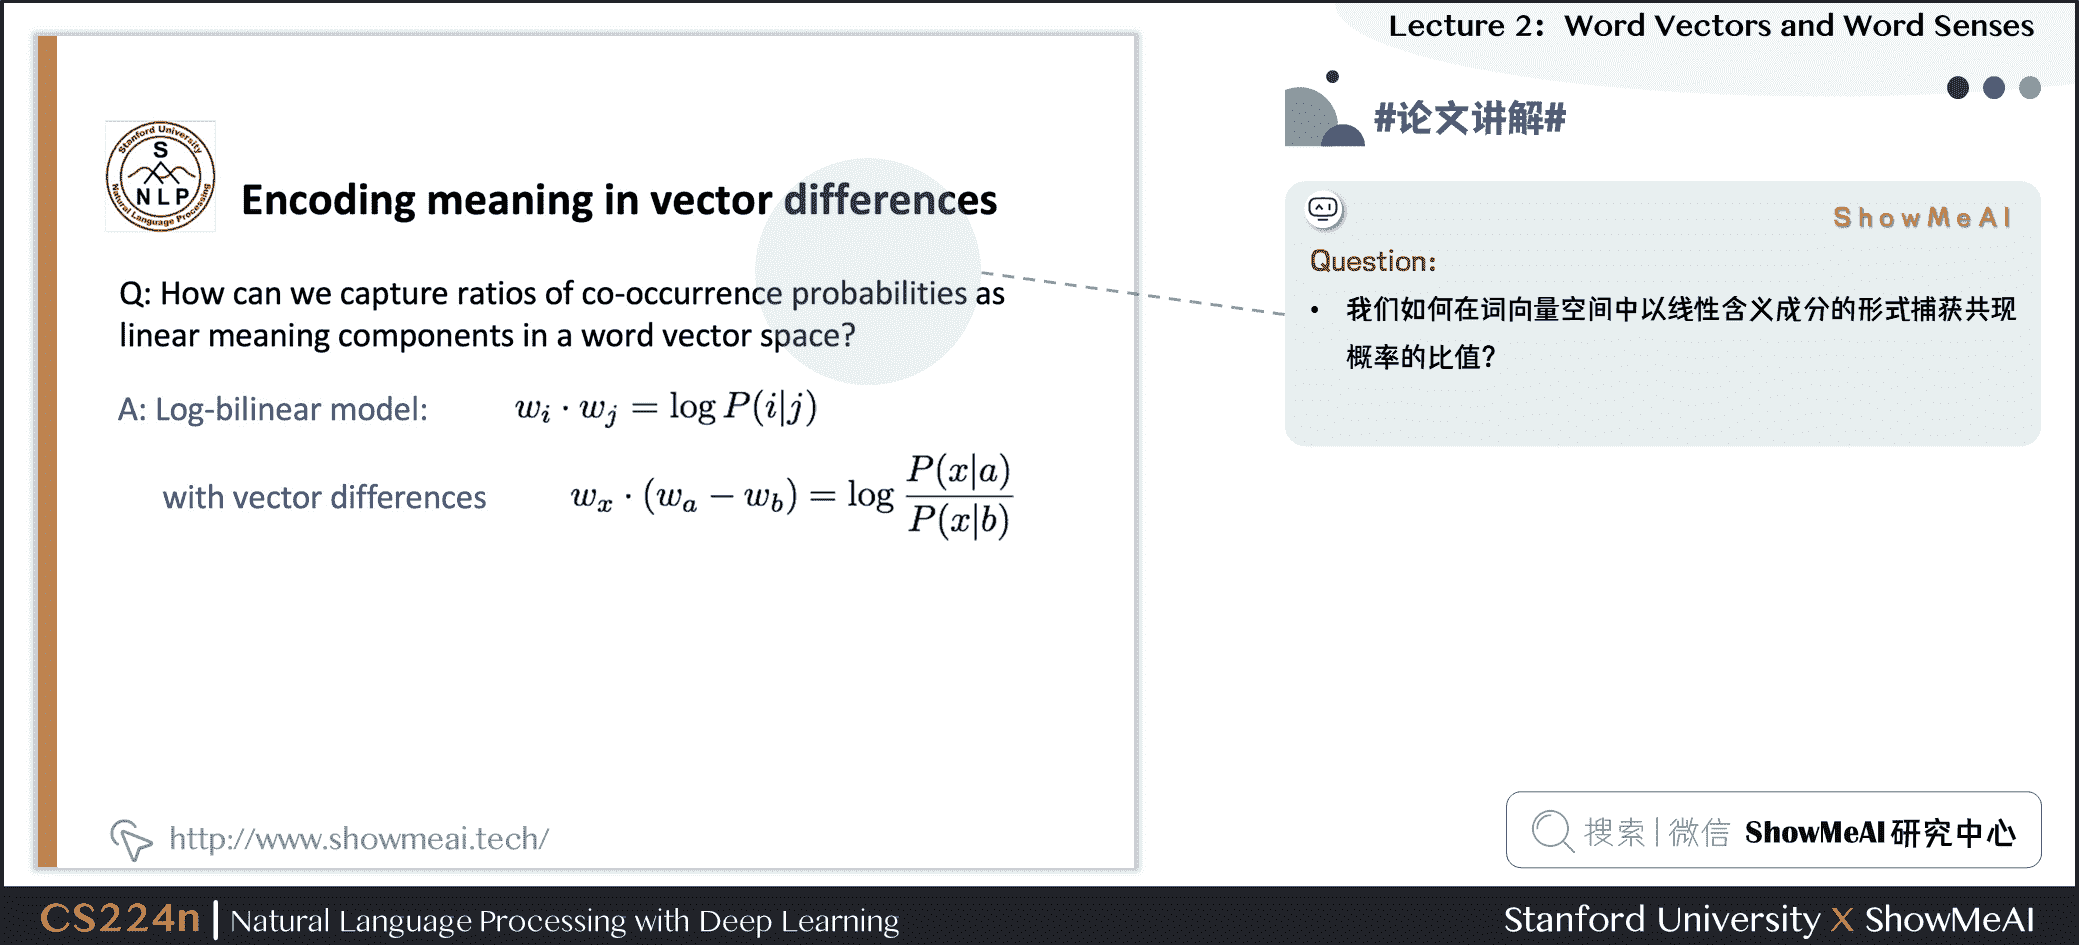 Lecture 2: Word Vectors and Word Senses
Stanford University
S
NLP
Natural Language Processing
Encoding meaning in vector differences
Q: How can we capture ratios of co-occurrence probabilities as
linear meaning components in a word vector space?
A: Log-bilinear model: w_i · w_j = log P(i|j)
with vector differences w_x · (w_a − w_b) = log P(x|a) / P(x|b)
http://www.showmeai.tech/
#论文讲解#
AI
ShowMeAI
Question:
• 我们如何在词向量空间中以线性含义成分的形式捕获共现
概率的比值?
搜索|微信 ShowMeAI研究中心
CS224n | Natural Language Processing with Deep Learning
Stanford University X ShowMeAI